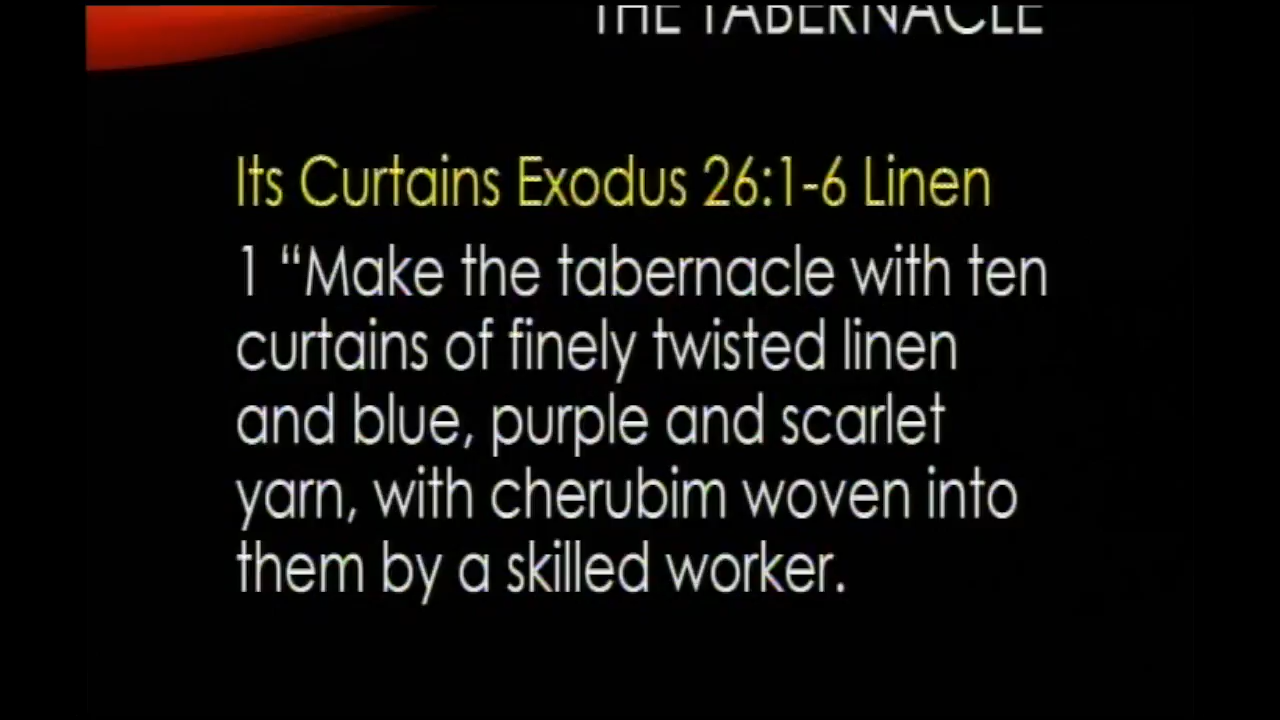 THE TABERNACLE
Its Curtains Exodus 26:1-6 Linen
1 “Make the tabernacle with ten
curtains of finely twisted linen
and blue, purple and scarlet
yarn, with cherubim woven into
them by a skilled worker.